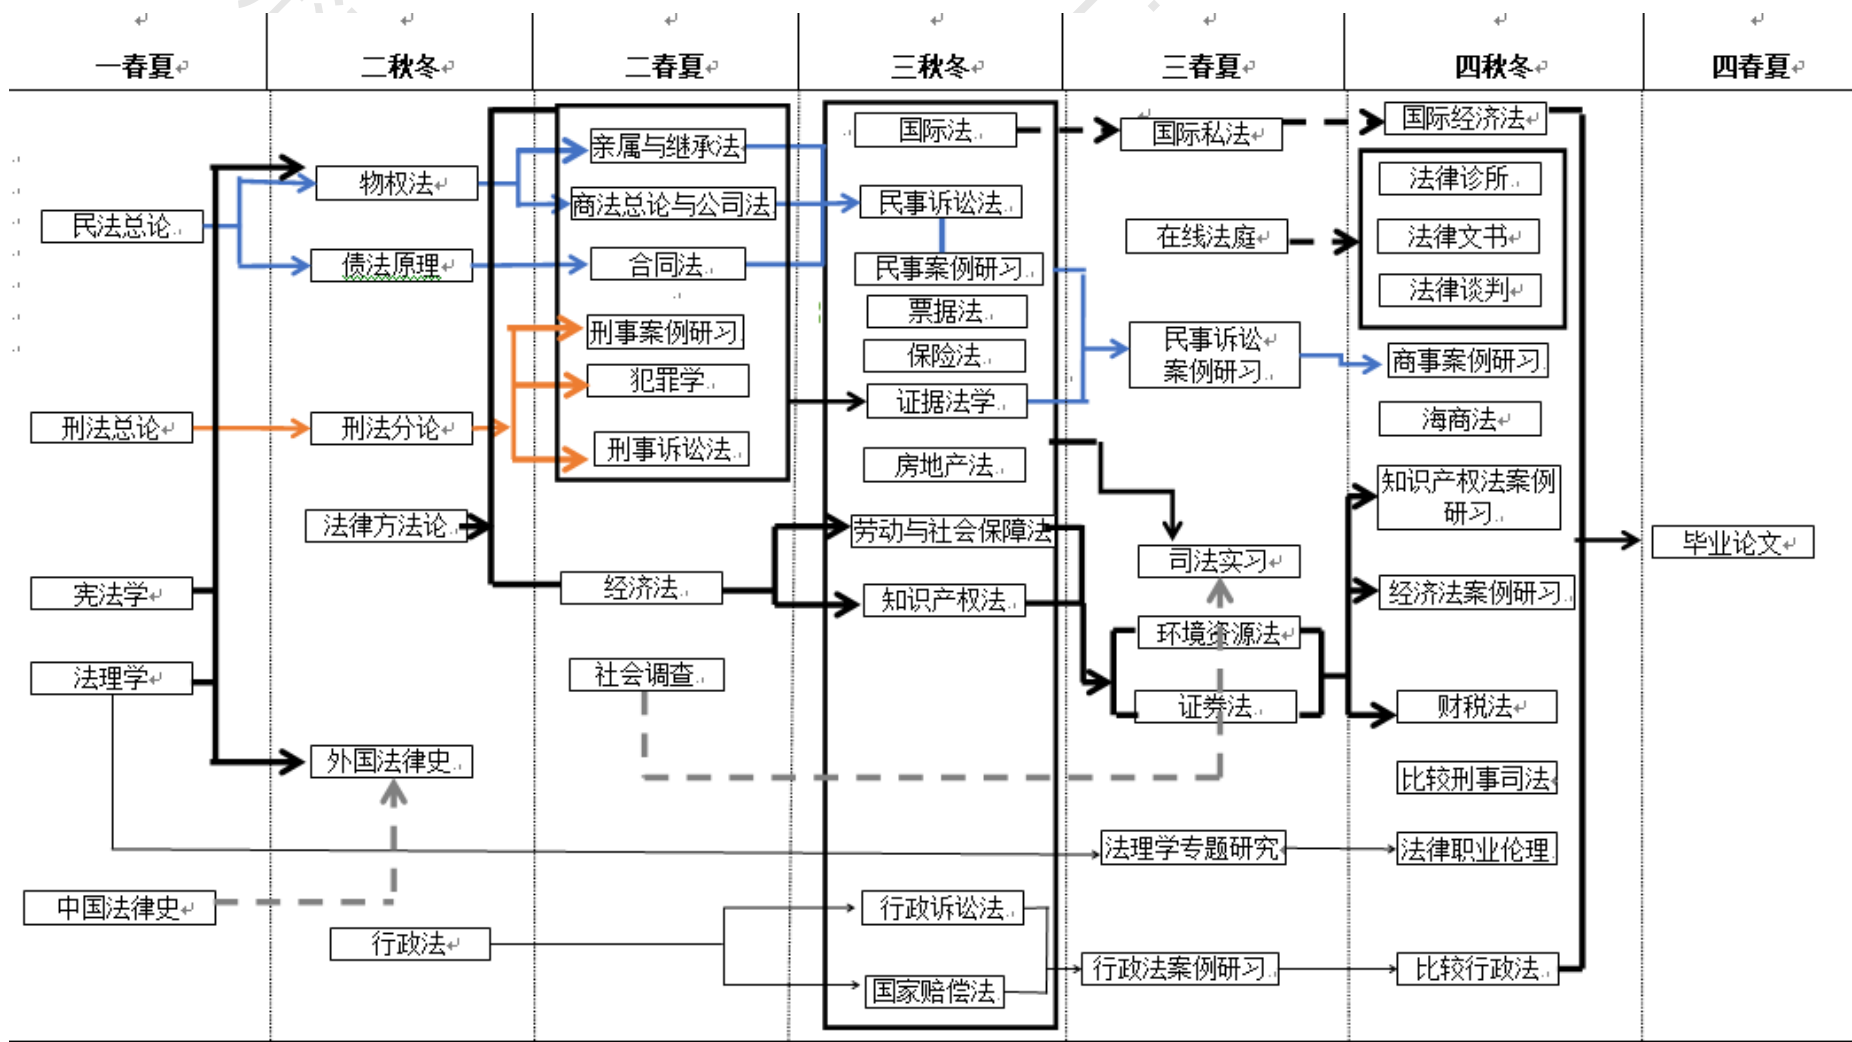 一春夏
二秋冬
二春夏
三秋冬
三春夏
四秋冬
四春夏
民法总论
刑法总论
宪法学
法理学
中国法律史
物权法
债法原理
刑法分论
法律方法论
外国法律史
行政法
亲属与继承法
商法总论与公司法
合同法
刑事案例研习
犯罪学
刑事诉讼法
经济法
社会调查
国际法
民事诉讼法
民事案例研习
票据法
保险法
证据法学
房地产法
劳动与社会保障法
知识产权法
行政诉讼法
国家赔偿法
国际私法
在线法庭
民事诉讼
案例研习
司法实习
环境资源法
证券法
法理学专题研究
行政法案例研习
国际经济法
法律诊所
法律文书
法律谈判
商事案例研习
海商法
知识产权法案例
研习
经济法案例研习
财税法
比较刑事司法
法律职业伦理
比较行政法
毕业论文